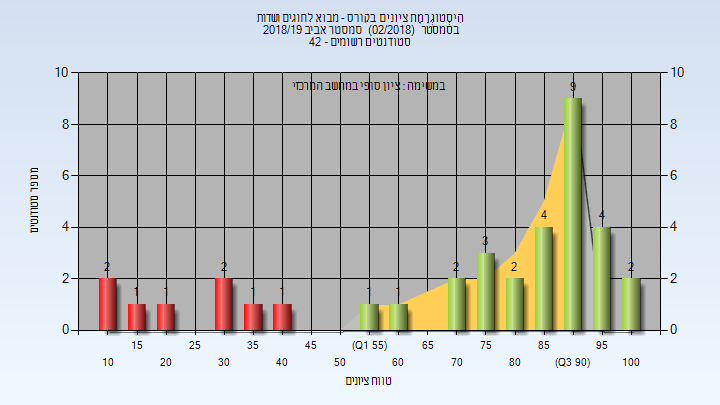 היסטוגרמת ציונים בקורס - מבוא לחוגים ושדות
בסמסטר (02/2018) סמסטר אביב 2018/19
סטודנטים רשומים - 42
במשימה : ציון סופי במחשב המרכזי
מספר סטודנטים
10 10
8 8
6 6
4 4
2 2
0 0
2 1 1 2 1 1 1 1 2 3 2 4 9 4 2
15 25 35 45 (Q1 55) 65 75 85 95
10 20 30 40 50 60 70 80 (Q3 90) 100
טווח ציונים